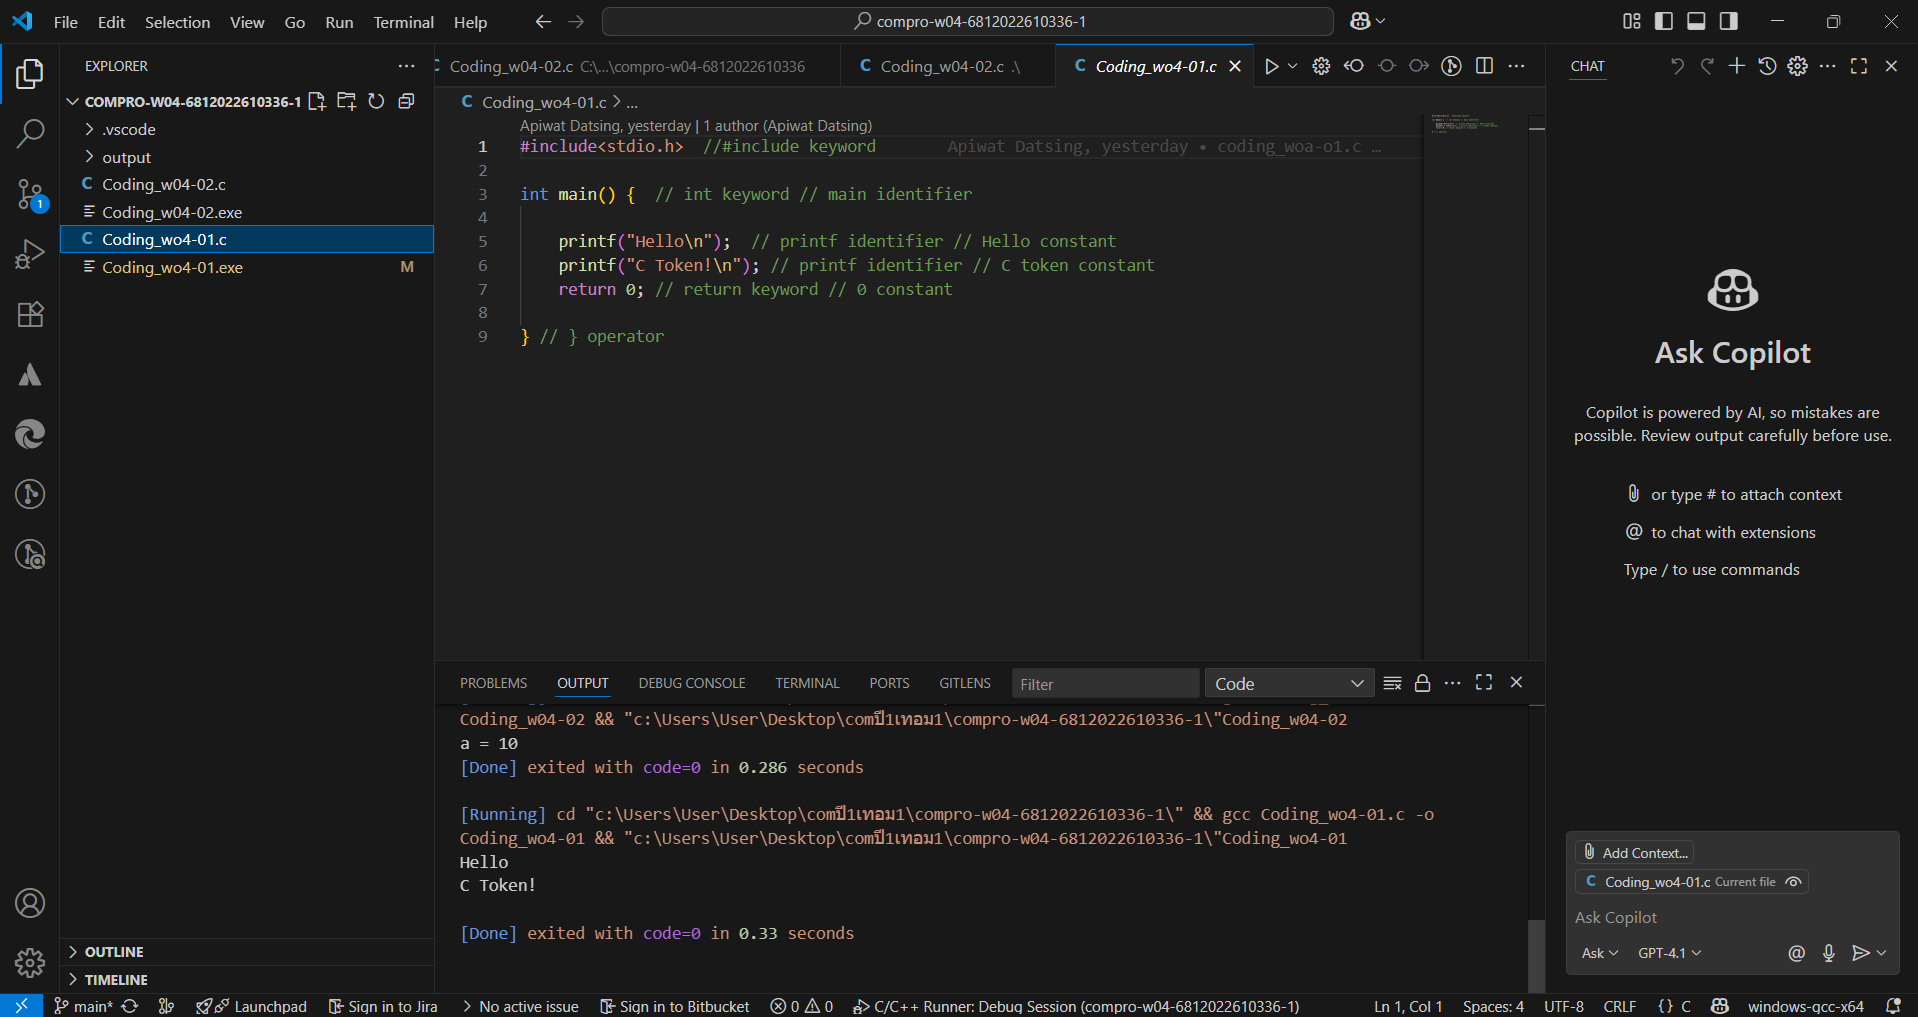 File Edit Selection View Go Run Terminal Help
compro-w04-6812022610336-1
EXPLORER
COMPRO-W04-6812022610336-1
.vscode
output
C Coding_w04-02.c
Coding_w04-02.exe
C Coding_wo4-01.c
Coding_wo4-01.exe M
OUTLINE
TIMELINE
1
Coding_w04-02.c C:\...\compro-w04-6812022610336
C Coding_w04-02.c .\
C Coding_wo4-01.c
C Coding_wo4-01.c > ...
Apiwat Datsing, yesterday | 1 author (Apiwat Datsing)
1 #include<stdio.h> //#include keyword Apiwat Datsing, yesterday • coding_woa-o1.c …
2
3 int main() { // int keyword // main identifier
4
5 printf("Hello\n"); // printf identifier // Hello constant
6 printf("C Token!\n"); // printf identifier // C token constant
7 return 0; // return keyword // 0 constant
8
9 } // } operator
PROBLEMS OUTPUT DEBUG CONSOLE TERMINAL PORTS GITLENS Filter Code
Coding_w04-02 && "c:\Users\User\Desktop\comปี1เทอม1\compro-w04-6812022610336-1\"Coding_w04-02
a = 10
[Done] exited with code=0 in 0.286 seconds
[Running] cd "c:\Users\User\Desktop\comปี1เทอม1\compro-w04-6812022610336-1\" && gcc Coding_wo4-01.c -o
Coding_wo4-01 && "c:\Users\User\Desktop\comปี1เทอม1\compro-w04-6812022610336-1\"Coding_wo4-01
Hello
C Token!
[Done] exited with code=0 in 0.33 seconds
CHAT
Ask Copilot
Copilot is powered by AI, so mistakes are
possible. Review output carefully before use.
or type # to attach context
@ to chat with extensions
Type / to use commands
Add Context...
C Coding_wo4-01.c Current file
Ask Copilot
Ask GPT-4.1 @
main* Launchpad Sign in to Jira No active issue Sign in to Bitbucket 0 0 C/C++ Runner: Debug Session (compro-w04-6812022610336-1) Ln 1, Col 1 Spaces: 4 UTF-8 CRLF {} C windows-gcc-x64